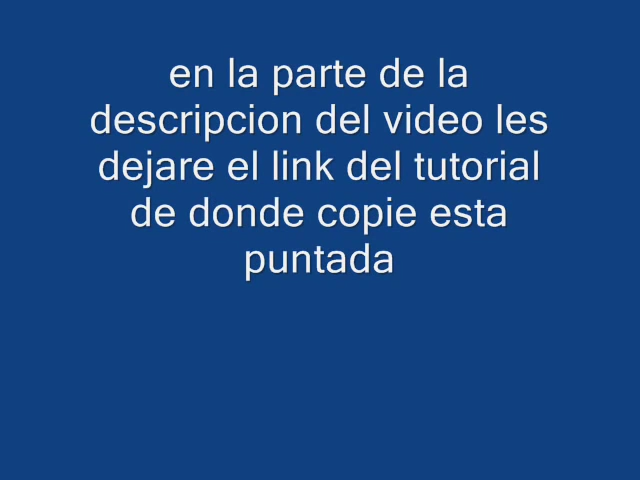 en la parte de la
descripcion del video les
dejare el link del tutorial
de donde copie esta
puntada